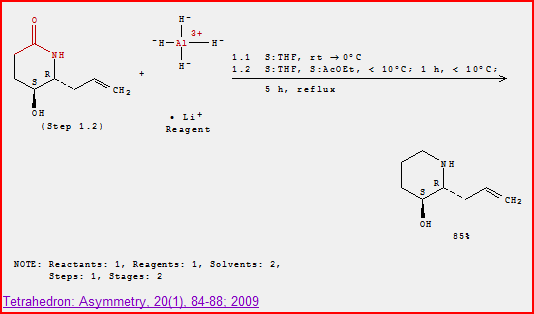 O
NH
R
S
CH2
OH
(Step 1.2)
+
H-
-H Al 3+ H-
H-
• Li+
Reagent
1.1 S:THF, rt → 0°C
1.2 S:THF, S:AcOEt, < 10°C; 1 h, < 10°C;
5 h, reflux
NH
R
S
CH2
OH
85%
NOTE: Reactants: 1, Reagents: 1, Solvents: 2,
Steps: 1, Stages: 2
Tetrahedron: Asymmetry, 20(1), 84-88; 2009